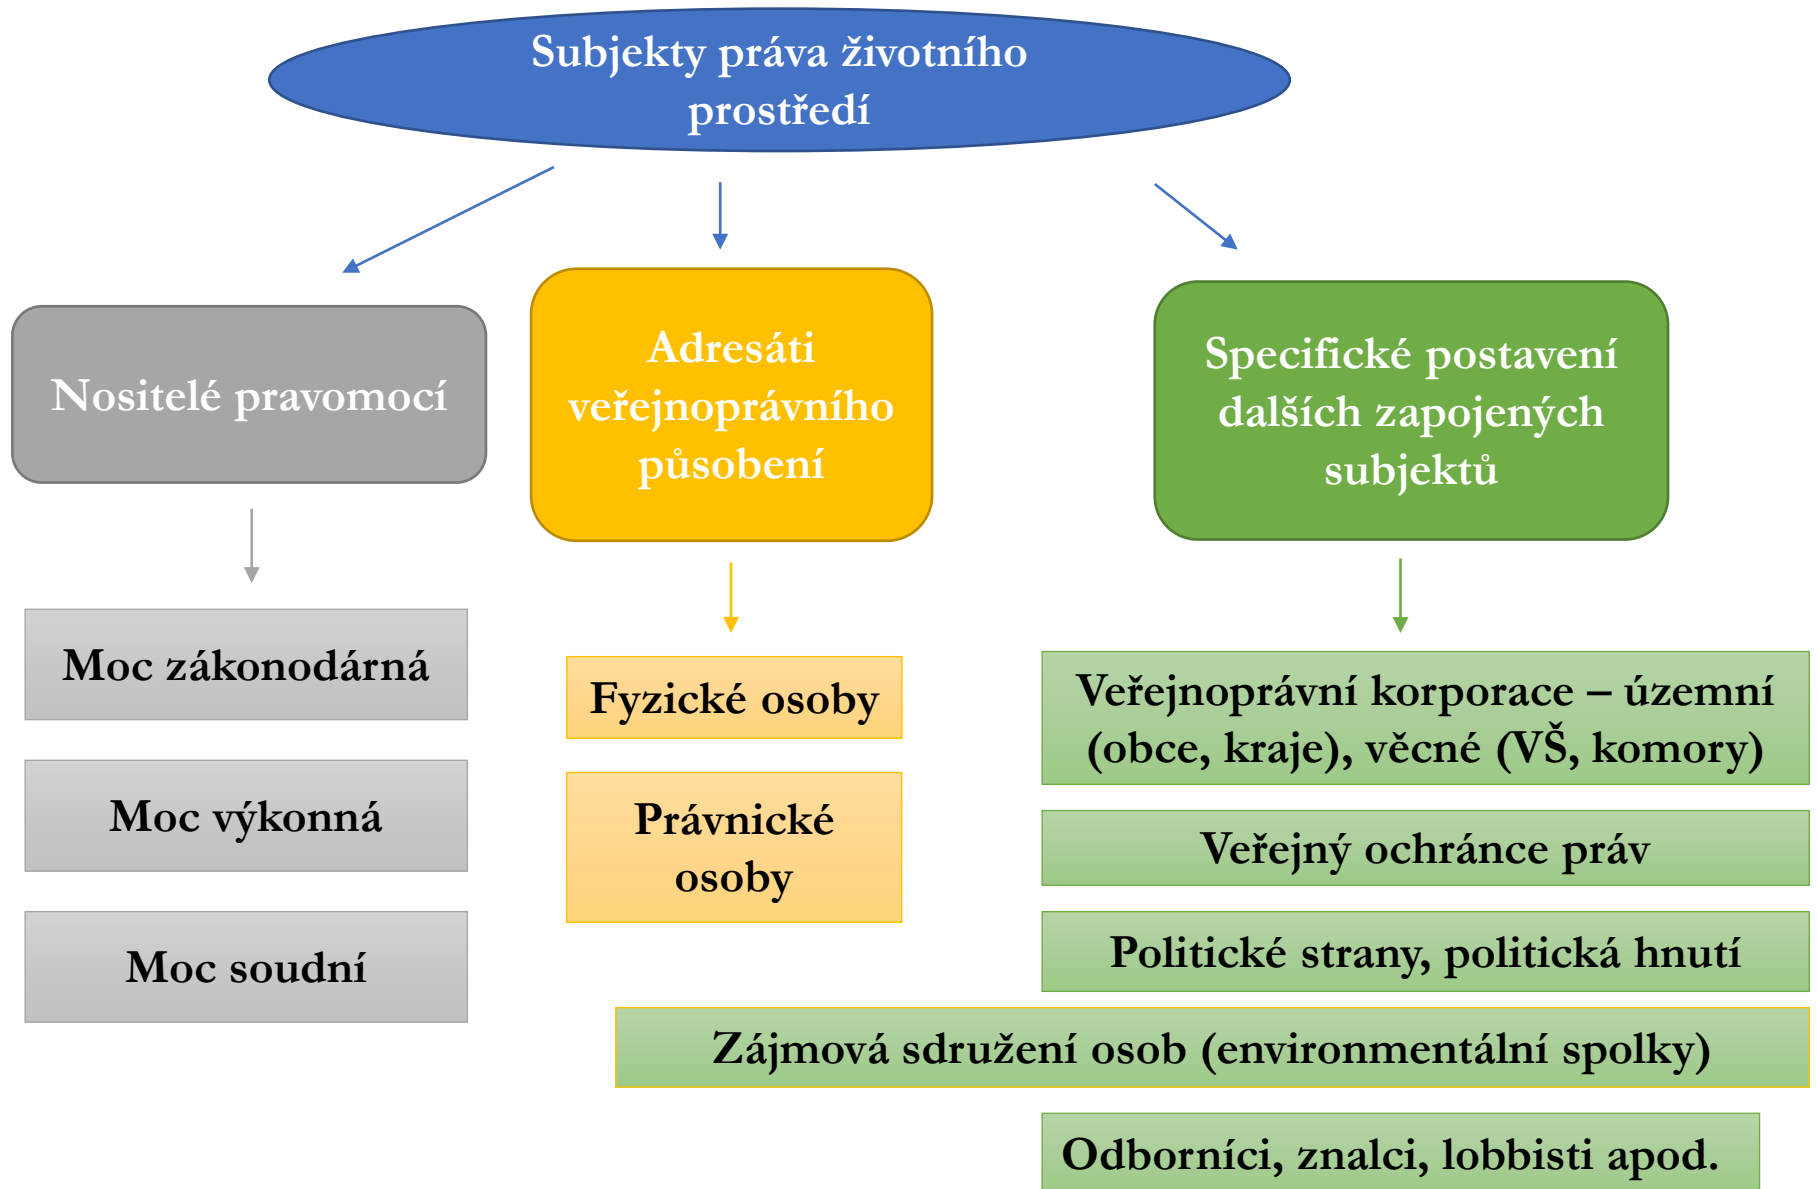 Subjekty práva životního
prostředí
Nositelé pravomocí
Adresáti
veřejnoprávního
působení
Specifické postavení
dalších zapojených
subjektů
Moc zákonodárná
Moc výkonná
Moc soudní
Fyzické osoby
Právnické
osoby
Veřejnoprávní korporace – územní
(obce, kraje), věcné (VŠ, komory)
Veřejný ochránce práv
Politické strany, politická hnutí
Zájmová sdružení osob (environmentální spolky)
Odborníci, znalci, lobbisti apod.